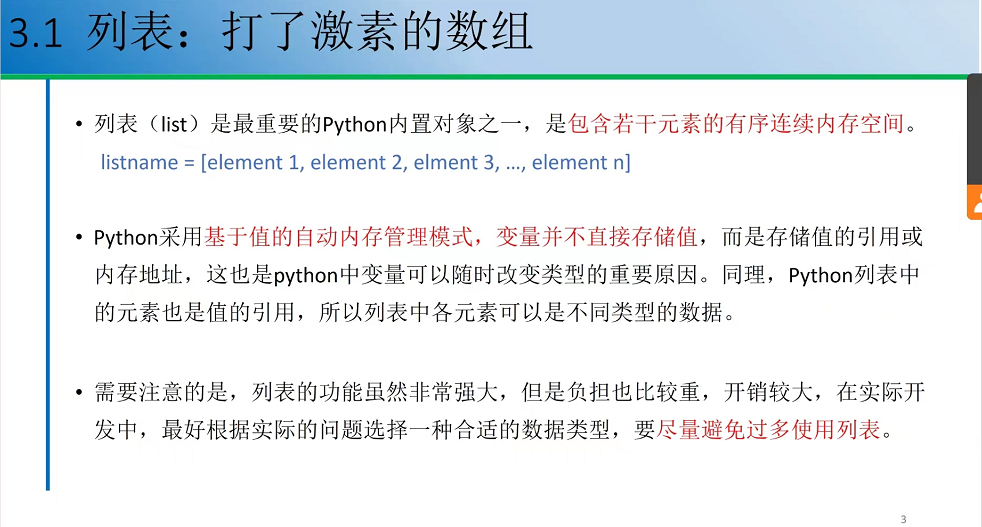 3.1 列表：打了激素的数组
• 列表（list）是最重要的Python内置对象之一，是包含若干元素的有序连续内存空间。
listname = [element 1, element 2, elment 3, …, element n]
• Python采用基于值的自动内存管理模式，变量并不直接存储值，而是存储值的引用或
内存地址，这也是python中变量可以随时改变类型的重要原因。同理，Python列表中
的元素也是值的引用，所以列表中各元素可以是不同类型的数据。
• 需要注意的是，列表的功能虽然非常强大，但是负担也比较重，开销较大，在实际开
发中，最好根据实际的问题选择一种合适的数据类型，要尽量避免过多使用列表。
3